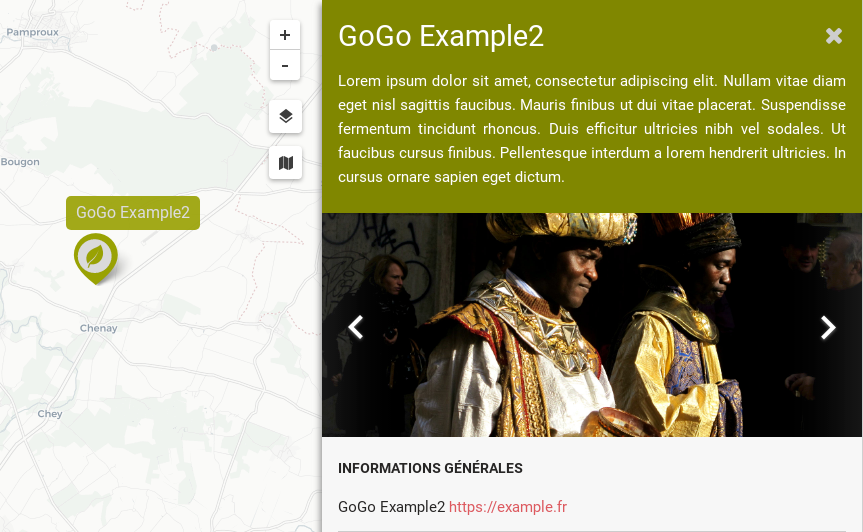 Pamproux
Bougon
GoGo Example2
Chenay
Chey
+
-
GoGo Example2
Lorem ipsum dolor sit amet, consectetur adipiscing elit. Nullam vitae diam
eget nisl sagittis faucibus. Mauris finibus ut dui vitae placerat. Suspendisse
fermentum tincidunt rhoncus. Duis efficitur ultricies nibh vel sodales. Ut
faucibus cursus finibus. Pellentesque interdum a lorem hendrerit ultricies. In
cursus ornare sapien eget dictum.
INFORMATIONS GÉNÉRALES
GoGo Example2 https://example.fr